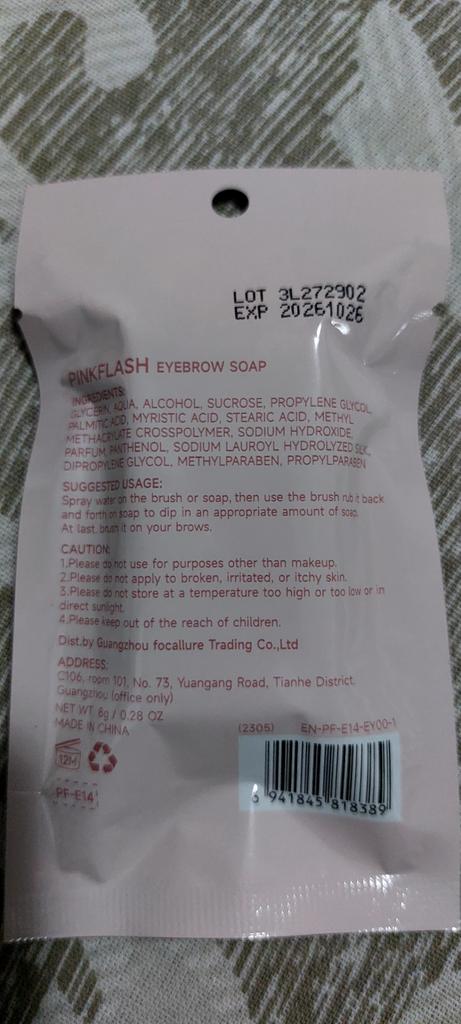 LOT 3L272902
EXP 20261026
PINKFLASH EYEBROW SOAP
INGREDIENTS:
GLYCERIN, AQUA, ALCOHOL, SUCROSE, PROPYLENE GLYCOL,
PALMITIC ACID, MYRISTIC ACID, STEARIC ACID, METHYL
METHACRYLATE CROSSPOLYMER, SODIUM HYDROXIDE,
PARFUM, PANTHENOL, SODIUM LAUROYL HYDROLYZED SILK,
DIPROPYLENE GLYCOL, METHYLPARABEN, PROPYLPARABEN
SUGGESTED USAGE:
Spray water on the brush or soap, then use the brush rub it back
and forth on soap to dip in an appropriate amount of soap.
At last, brush it on your brows.
CAUTION:
1.Please do not use for purposes other than makeup.
2.Please do not apply to broken, irritated, or itchy skin.
3.Please do not store at a temperature too high or too low or in
direct sunlight.
4.Please keep out of the reach of children.
Dist.by Guangzhou focallure Trading Co.,Ltd
ADDRESS:
C106, room 101, No. 73, Yuangang Road, Tianhe District.
Guangzhou (office only)
NET WT. 8g / 0.28 OZ
MADE IN CHINA
(2305) EN-PF-E14-EY00-1
12M
PF-E14
6 941845 818389